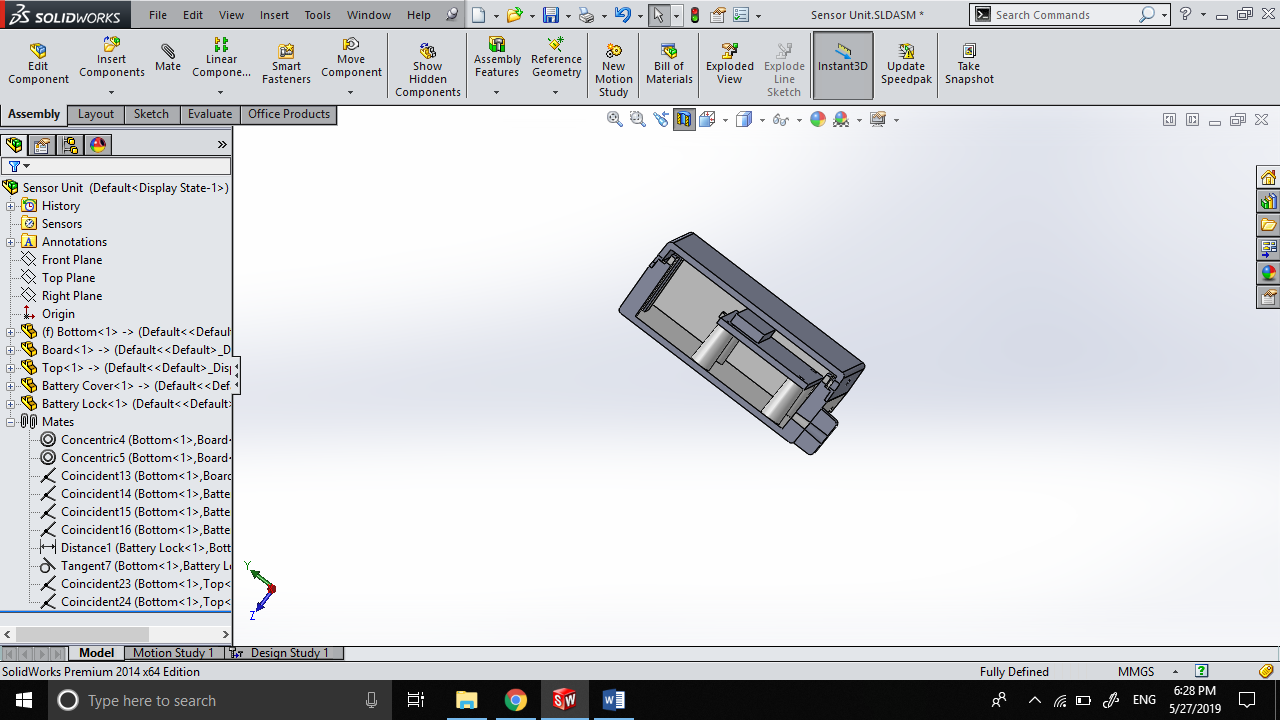 SOLIDWORKS File Edit View Insert Tools Window Help Sensor Unit.SLDASM * Search Commands ?
Edit Component
Insert Components
Mate
Linear Compone...
Smart Fasteners
Move Component
Show Hidden Components
Assembly Features
Reference Geometry
New Motion Study
Bill of Materials
Exploded View
Explode Line Sketch
Instant3D
Update Speedpak
Take Snapshot
Assembly Layout Sketch Evaluate Office Products
»
Sensor Unit (Default<Display State-1>)
History
Sensors
A Annotations
Front Plane
Top Plane
Right Plane
Origin
(f) Bottom<1> -> (Default<<Defaul
Board<1> -> (Default<<Default>_D
Top<1> -> (Default<<Default>_Disp
Battery Cover<1> -> (Default<<Def
Battery Lock<1> (Default<<Default>
Mates
Concentric4 (Bottom<1>,Board<
Concentric5 (Bottom<1>,Board<
Coincident13 (Bottom<1>,Board
Coincident14 (Bottom<1>,Batte
Coincident15 (Bottom<1>,Batte
Coincident16 (Bottom<1>,Batte
Distance1 (Battery Lock<1>,Bott
Tangent7 (Bottom<1>,Battery L
Coincident23 (Bottom<1>,Top<
Coincident24 (Bottom<1>,Top<
Y
Z
Model Motion Study 1 Design Study 1
SolidWorks Premium 2014 x64 Edition Fully Defined MMGS ?
Type here to search SW W ENG 6:28 PM
5/27/2019